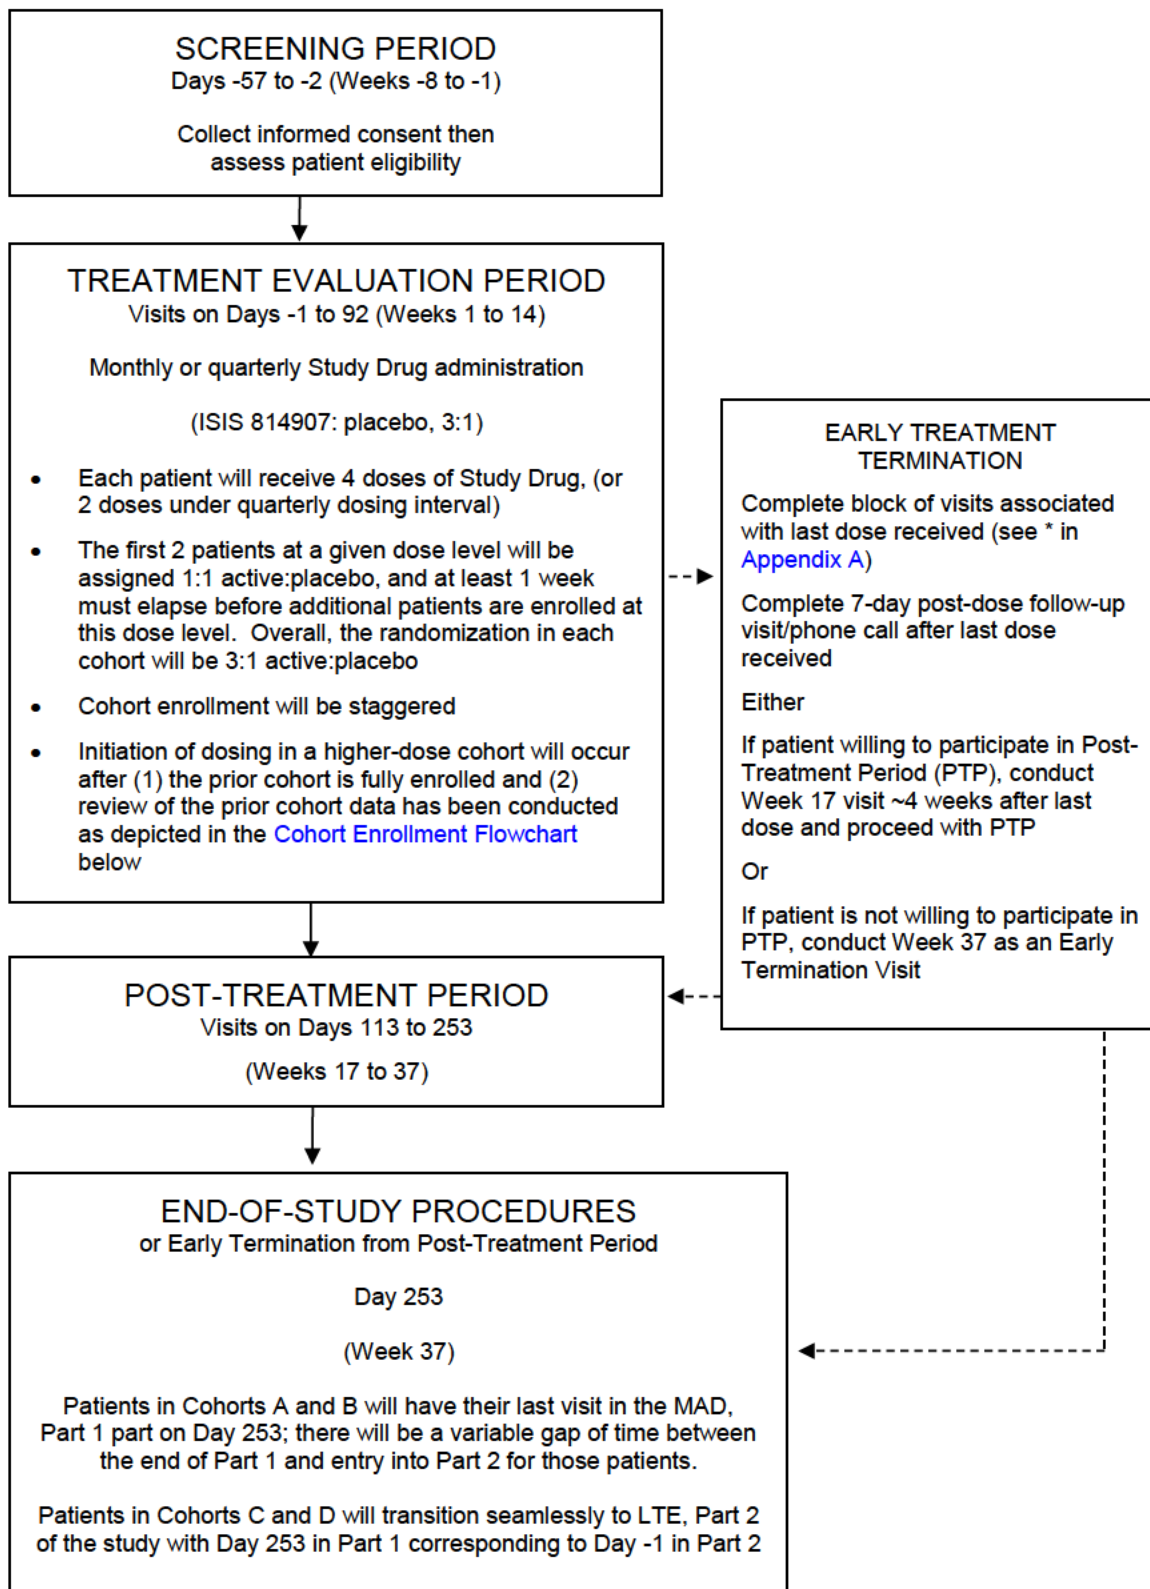 SCREENING PERIOD
Days -57 to -2 (Weeks -8 to -1)
Collect informed consent then
assess patient eligibility
TREATMENT EVALUATION PERIOD
Visits on Days -1 to 92 (Weeks 1 to 14)
Monthly or quarterly Study Drug administration
(ISIS 814907: placebo, 3:1)
• Each patient will receive 4 doses of Study Drug, (or
2 doses under quarterly dosing interval)
• The first 2 patients at a given dose level will be
assigned 1:1 active:placebo, and at least 1 week
must elapse before additional patients are enrolled at
this dose level.  Overall, the randomization in each
cohort will be 3:1 active:placebo
• Cohort enrollment will be staggered
• Initiation of dosing in a higher-dose cohort will occur
after (1) the prior cohort is fully enrolled and (2)
review of the prior cohort data has been conducted
as depicted in the Cohort Enrollment Flowchart
below
EARLY TREATMENT
TERMINATION
Complete block of visits associated
with last dose received (see * in
Appendix A)
Complete 7-day post-dose follow-up
visit/phone call after last dose
received
Either
If patient willing to participate in Post-
Treatment Period (PTP), conduct
Week 17 visit ~4 weeks after last
dose and proceed with PTP
Or
If patient is not willing to participate in
PTP, conduct Week 37 as an Early
Termination Visit
POST-TREATMENT PERIOD
Visits on Days 113 to 253
(Weeks 17 to 37)
END-OF-STUDY PROCEDURES
or Early Termination from Post-Treatment Period
Day 253
(Week 37)
Patients in Cohorts A and B will have their last visit in the MAD,
Part 1 part on Day 253; there will be a variable gap of time between
the end of Part 1 and entry into Part 2 for those patients.
Patients in Cohorts C and D will transition seamlessly to LTE, Part 2
of the study with Day 253 in Part 1 corresponding to Day -1 in Part 2